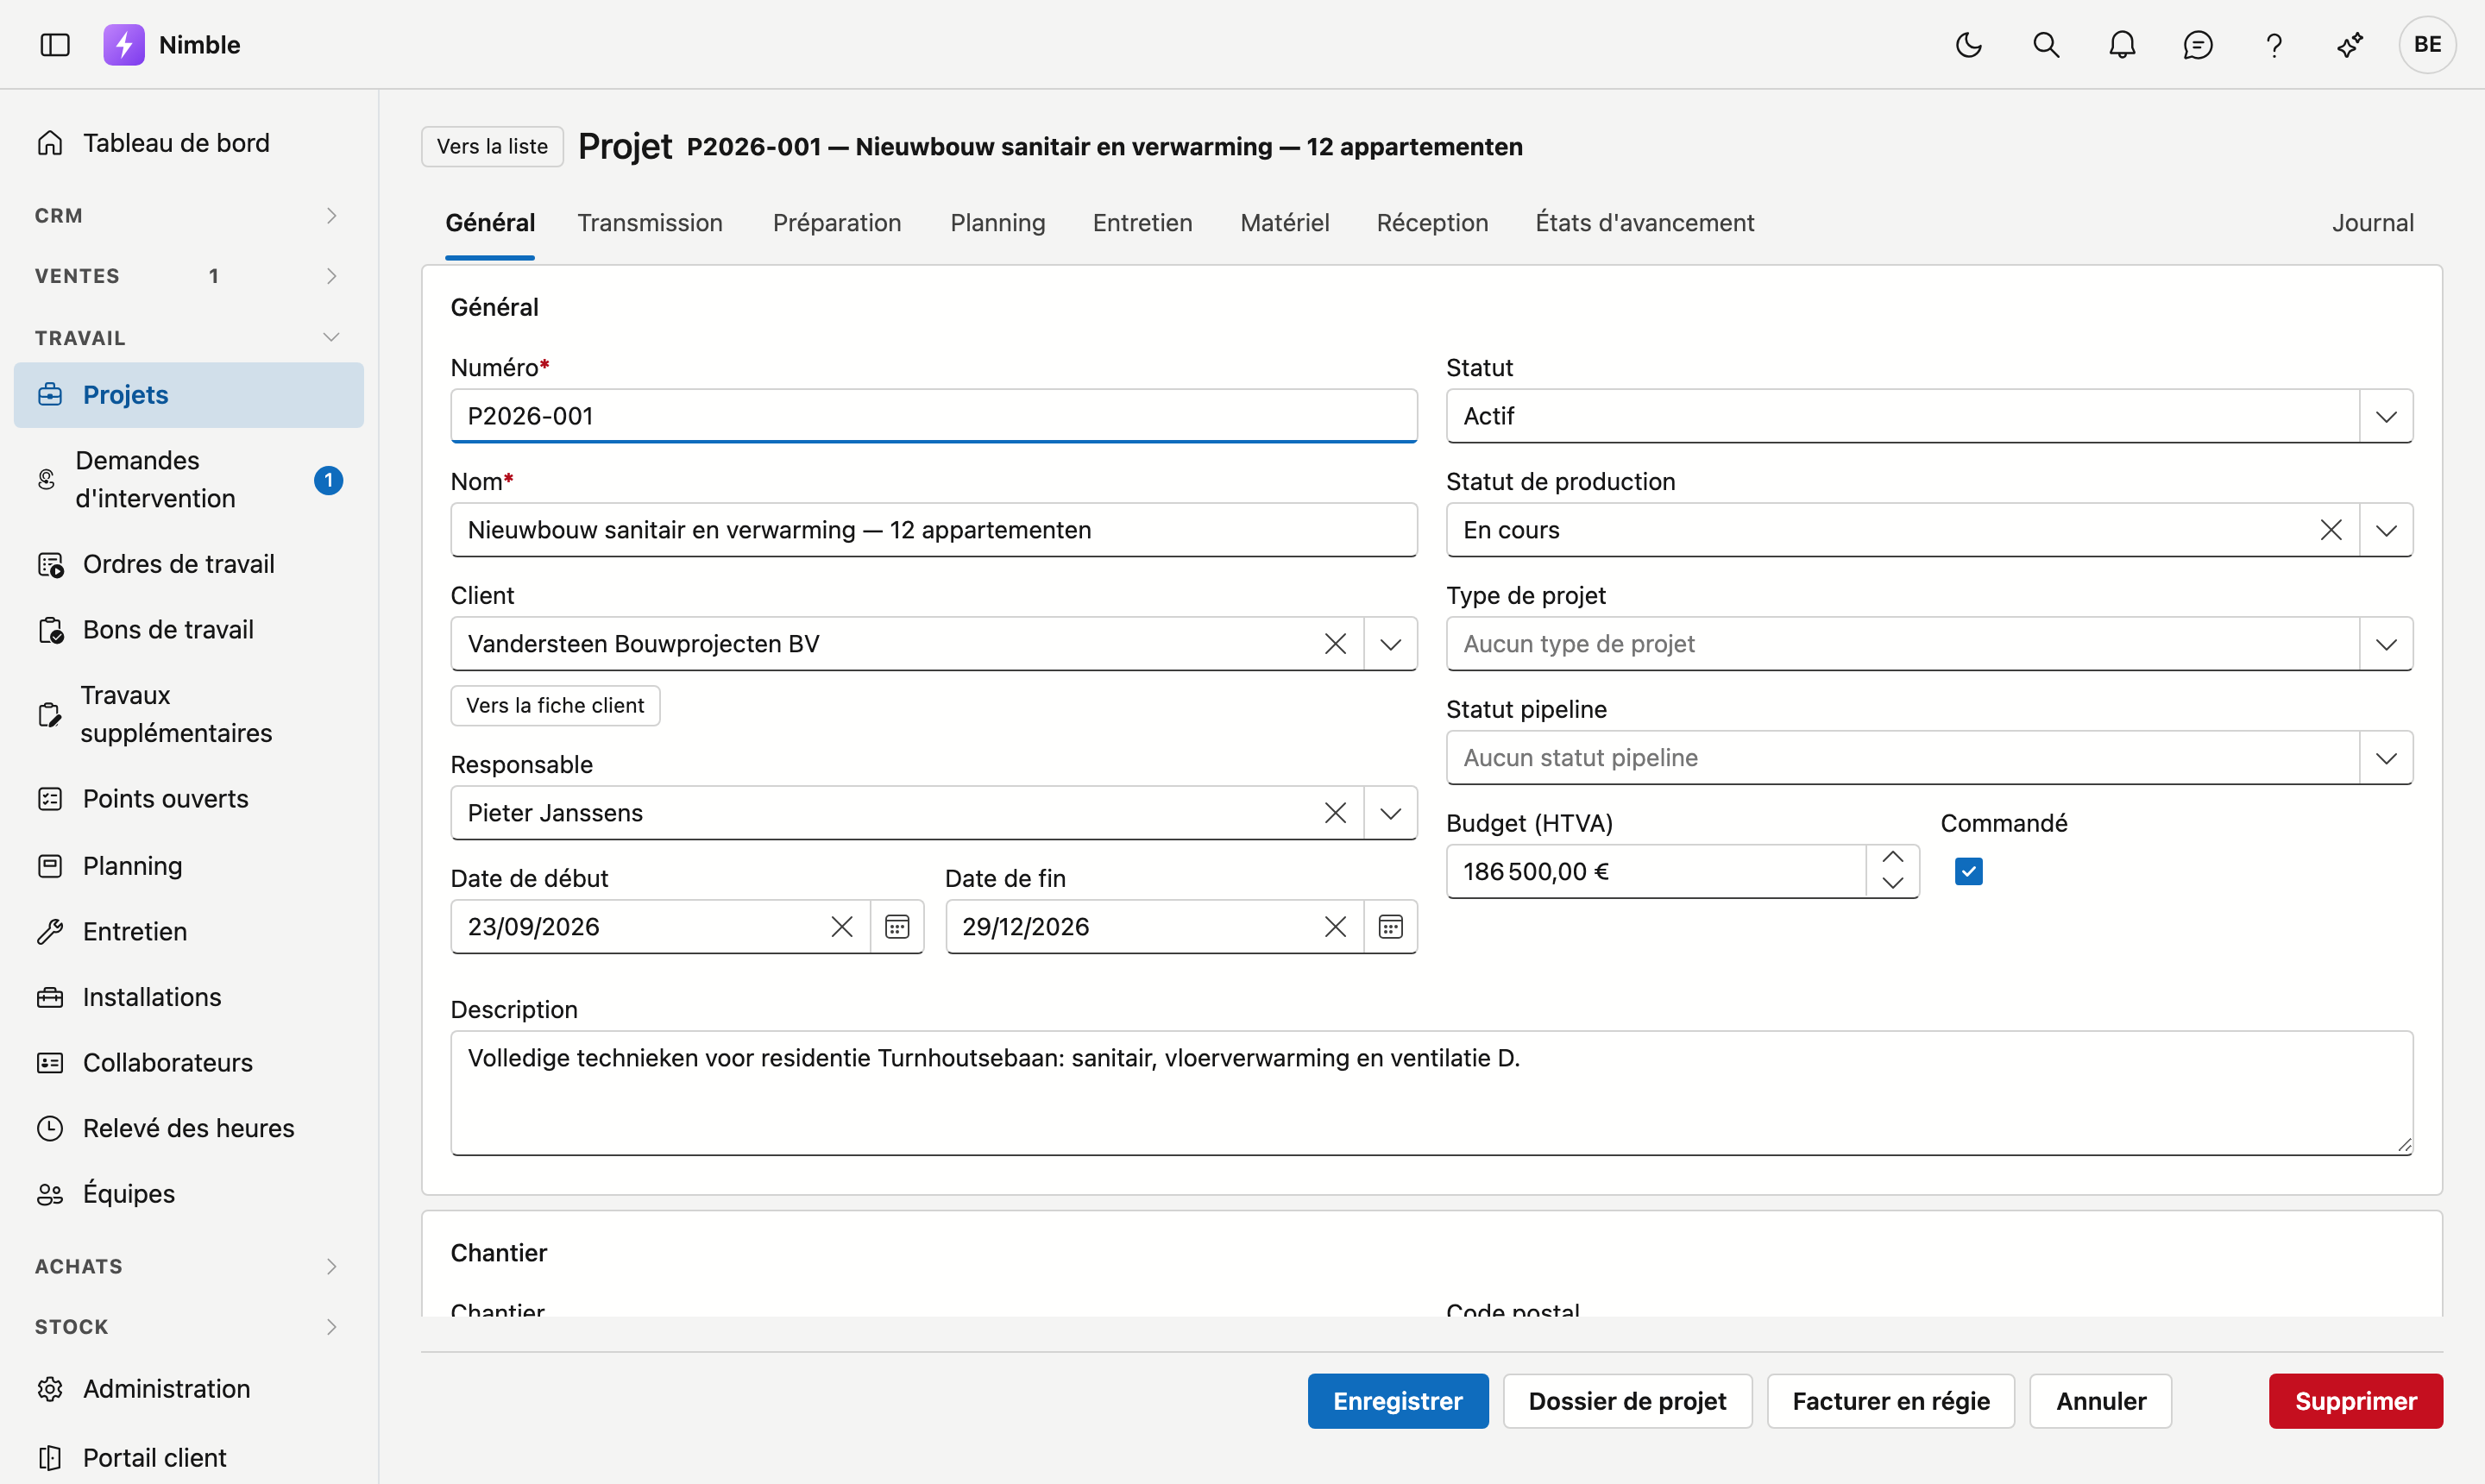 Nimble
BE
Tableau de bord
CRM
VENTES 1
TRAVAIL
Projets
Demandes
d'intervention
1
Ordres de travail
Bons de travail
Travaux
supplémentaires
Points ouverts
Planning
Entretien
Installations
Collaborateurs
Relevé des heures
Équipes
ACHATS
STOCK
Administration
Portail client
Vers la liste
Projet P2026-001 — Nieuwbouw sanitair en verwarming — 12 appartementen
Général Transmission Préparation Planning Entretien Matériel Réception États d'avancement Journal
Général
Numéro*
P2026-001
Nom*
Nieuwbouw sanitair en verwarming — 12 appartementen
Client
Vandersteen Bouwprojecten BV
Vers la fiche client
Responsable
Pieter Janssens
Date de début Date de fin
23/09/2026 29/12/2026
Statut
Actif
Statut de production
En cours
Type de projet
Aucun type de projet
Statut pipeline
Aucun statut pipeline
Budget (HTVA) Commandé
186 500,00 €
Description
Volledige technieken voor residentie Turnhoutsebaan: sanitair, vloerverwarming en ventilatie D.
Chantier
Chantier Code postal
Enregistrer Dossier de projet Facturer en régie Annuler Supprimer